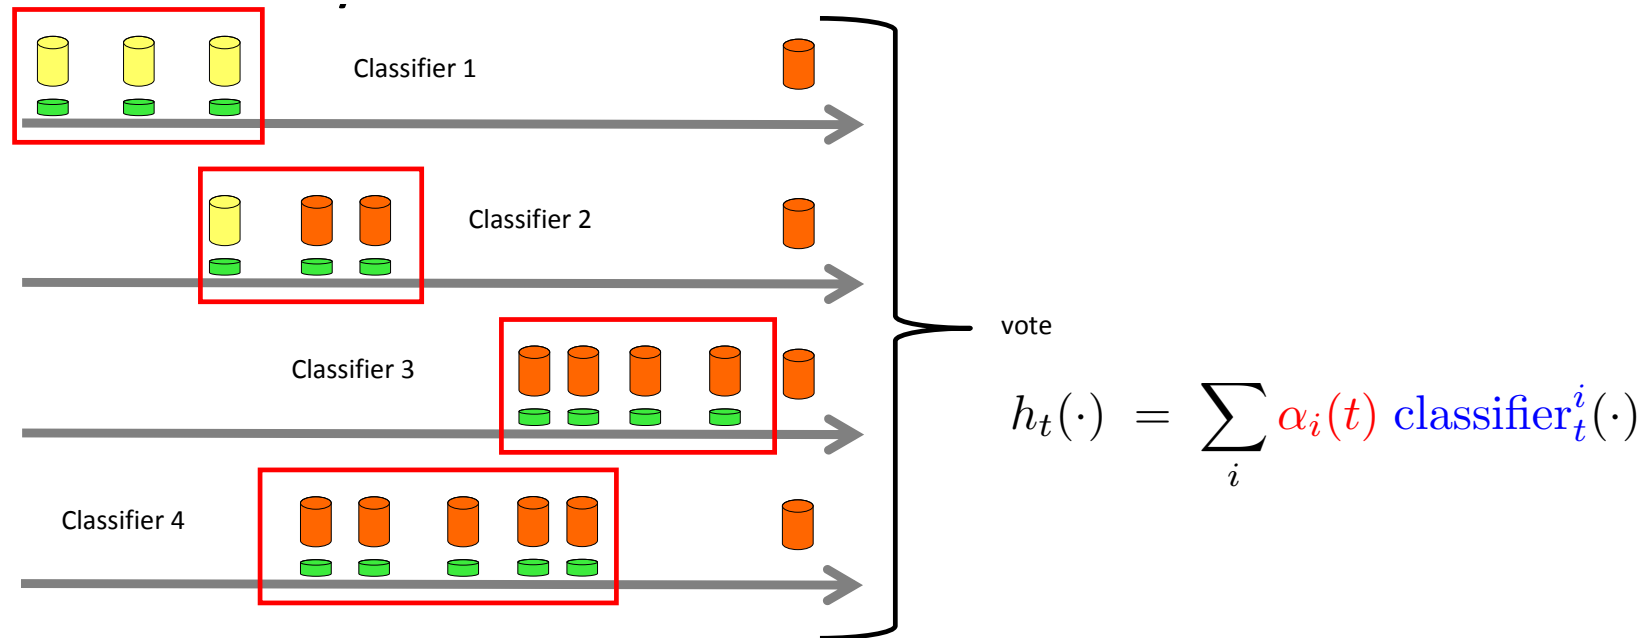 Classifier 1
Classifier 2
Classifier 3
Classifier 4
vote
h_t(·) = ∑_i α_i(t) classifier_t^i(·)